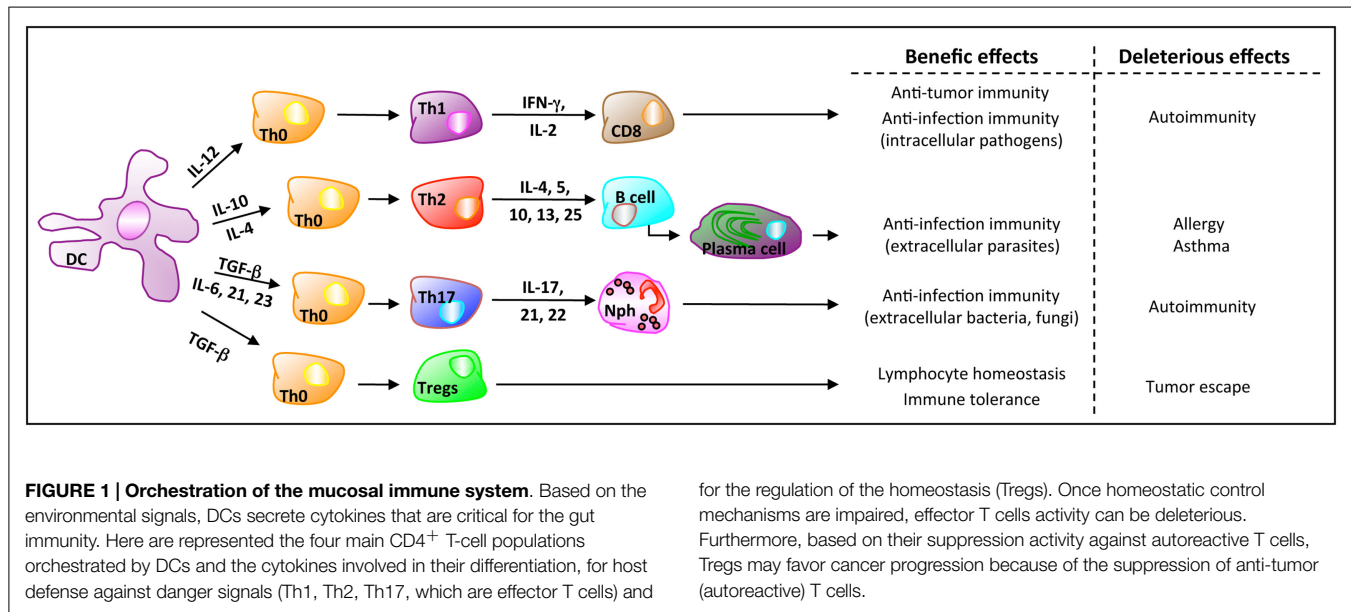 Benefic effects
Deleterious effects
IL-12
Th0
Th1
IFN-γ,
IL-2
CD8
Anti-tumor immunity
Anti-infection immunity
(intracellular pathogens)
Autoimmunity
DC
IL-10
IL-4
Th0
Th2
IL-4, 5,
10, 13, 25
B cell
Plasma cell
Anti-infection immunity
(extracellular parasites)
Allergy
Asthma
TGF-β
IL-6, 21, 23
Th0
Th17
IL-17,
21, 22
Nph
Anti-infection immunity
(extracellular bacteria, fungi)
Autoimmunity
TGF-β
Th0
Tregs
Lymphocyte homeostasis
Immune tolerance
Tumor escape
FIGURE 1 | Orchestration of the mucosal immune system. Based on the
environmental signals, DCs secrete cytokines that are critical for the gut
immunity. Here are represented the four main CD4+ T-cell populations
orchestrated by DCs and the cytokines involved in their differentiation, for host
defense against danger signals (Th1, Th2, Th17, which are effector T cells) and
for the regulation of the homeostasis (Tregs). Once homeostatic control
mechanisms are impaired, effector T cells activity can be deleterious.
Furthermore, based on their suppression activity against autoreactive T cells,
Tregs may favor cancer progression because of the suppression of anti-tumor
(autoreactive) T cells.